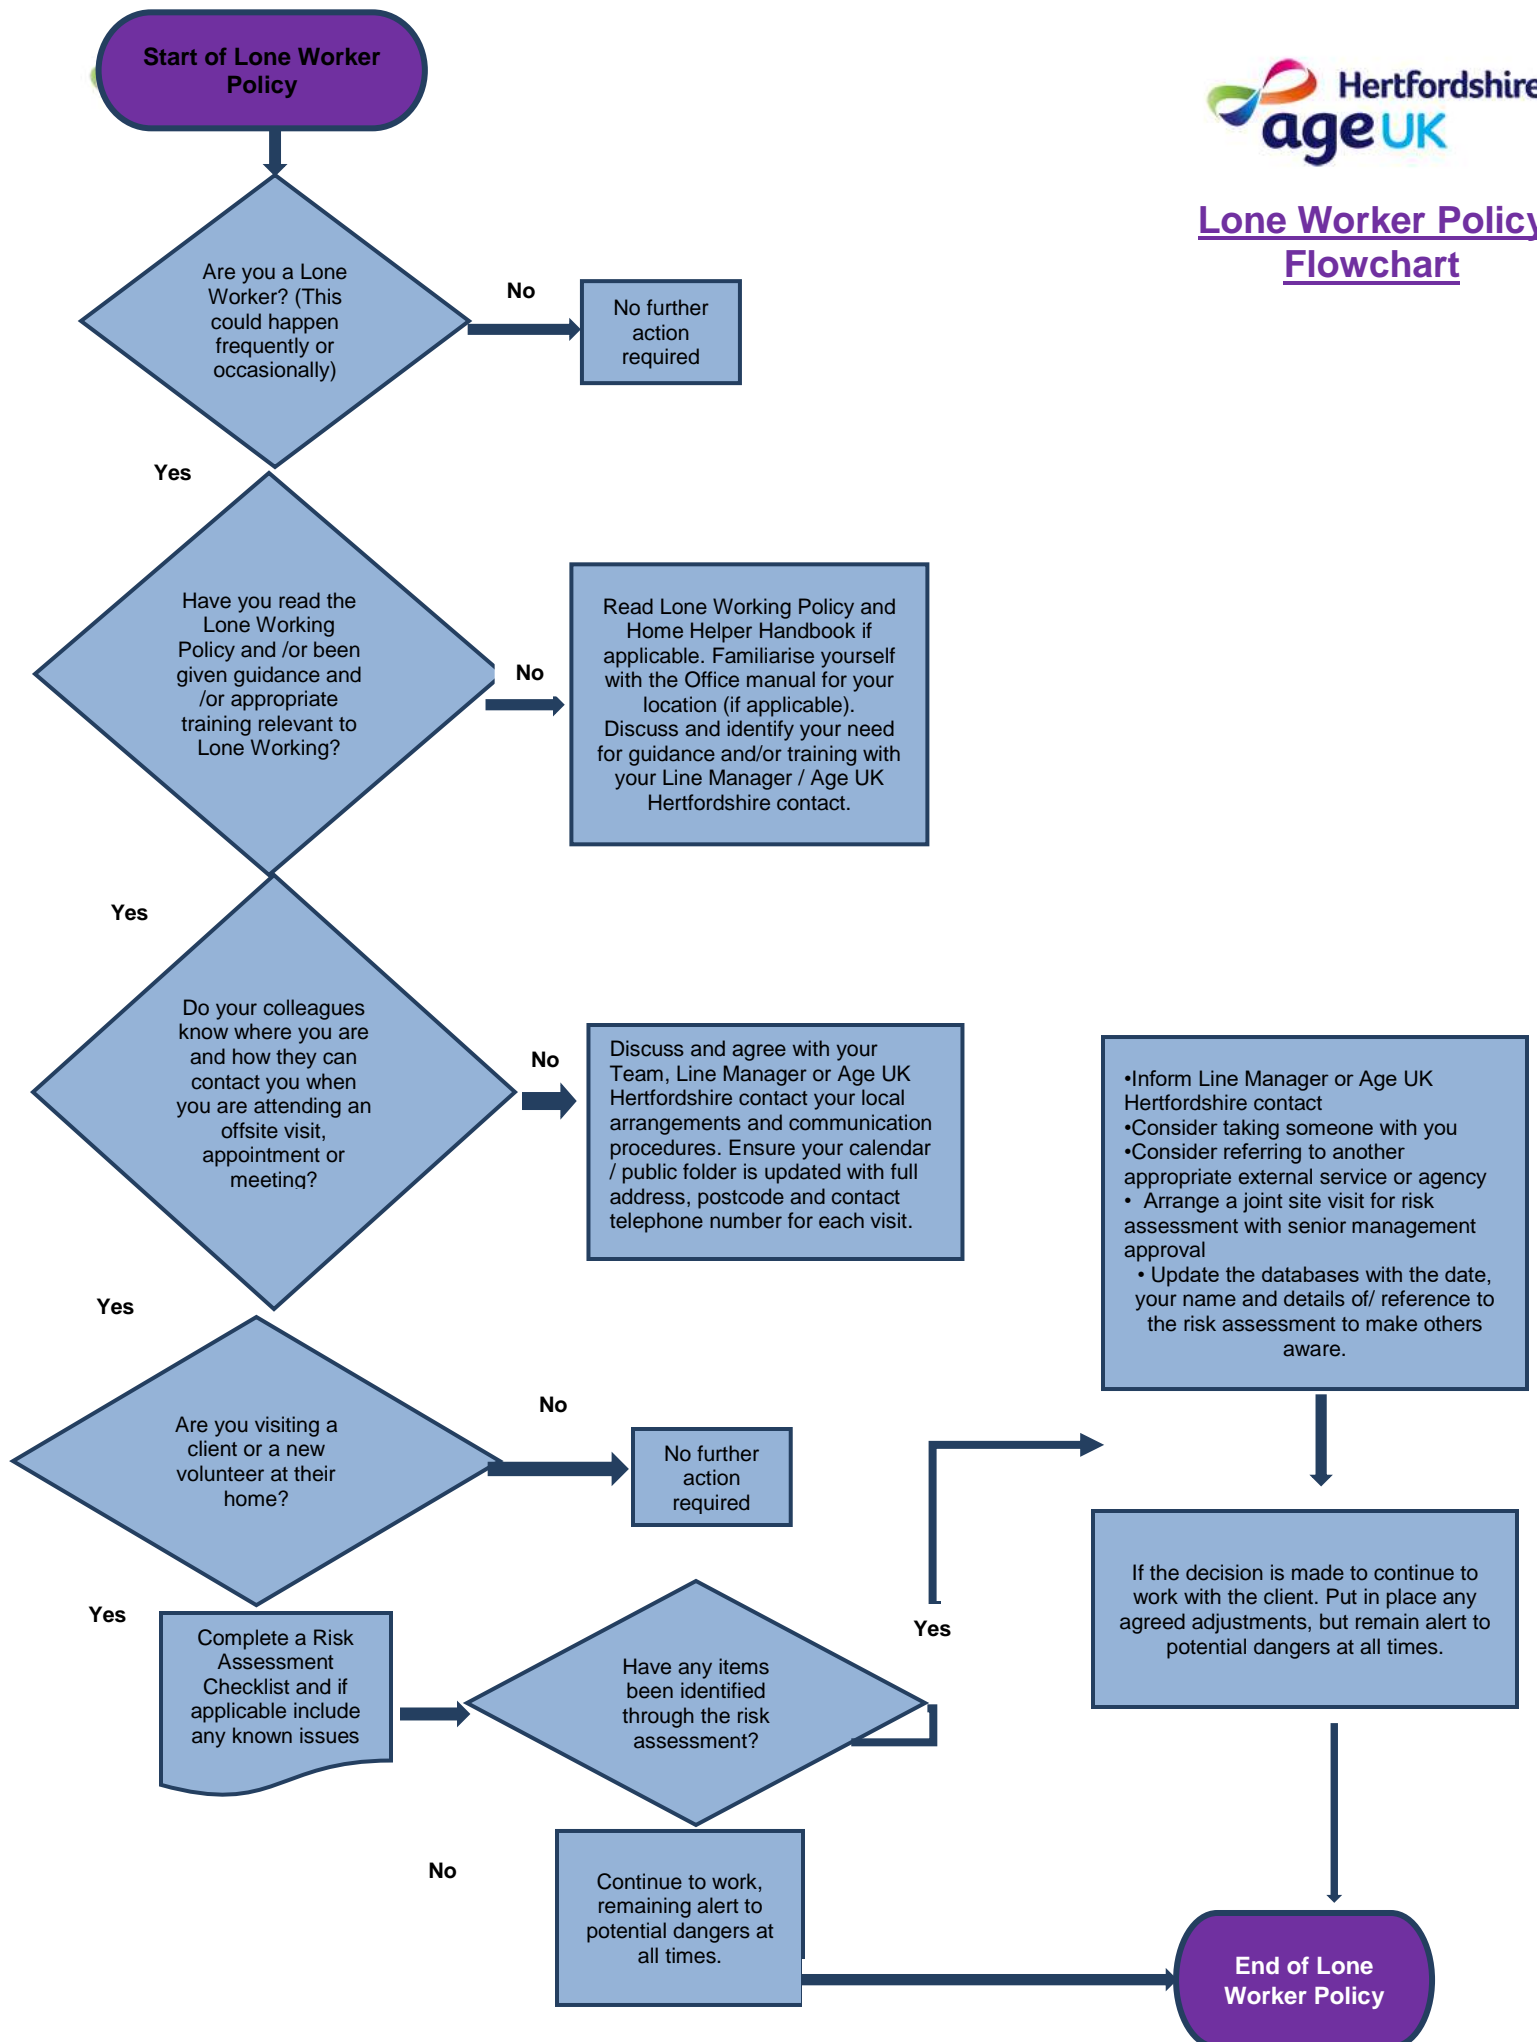 Start of Lone Worker
Policy
Hertfordshire
age UK
Lone Worker Policy
Flowchart
Are you a Lone
Worker? (This
could happen
frequently or
occasionally)
No
No further
action
required
Yes
Have you read the
Lone Working
Policy and /or been
given guidance and
/or appropriate
training relevant to
Lone Working?
No
Read Lone Working Policy and
Home Helper Handbook if
applicable. Familiarise yourself
with the Office manual for your
location (if applicable).
Discuss and identify your need
for guidance and/or training with
your Line Manager / Age UK
Hertfordshire contact.
Yes
Do your colleagues
know where you are
and how they can
contact you when
you are attending an
offsite visit,
appointment or
meeting?
No
Discuss and agree with your
Team, Line Manager or Age UK
Hertfordshire contact your local
arrangements and communication
procedures. Ensure your calendar
/ public folder is updated with full
address, postcode and contact
telephone number for each visit.
Yes
Are you visiting a
client or a new
volunteer at their
home?
No
No further
action
required
Yes
Complete a Risk
Assessment
Checklist and if
applicable include
any known issues
Have any items
been identified
through the risk
assessment?
Yes
•Inform Line Manager or Age UK
Hertfordshire contact
•Consider taking someone with you
•Consider referring to another
appropriate external service or agency
• Arrange a joint site visit for risk
assessment with senior management
approval
• Update the databases with the date,
your name and details of/ reference to
the risk assessment to make others
aware.
If the decision is made to continue to
work with the client. Put in place any
agreed adjustments, but remain alert to
potential dangers at all times.
No
Continue to work,
remaining alert to
potential dangers at
all times.
End of Lone
Worker Policy